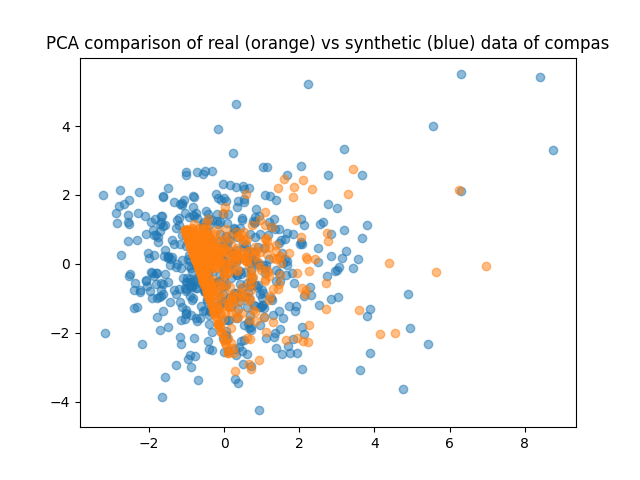 PCA comparison of real (orange) vs synthetic (blue) data of compas
4
2
0
−2
−4
−2 0 2 4 6 8